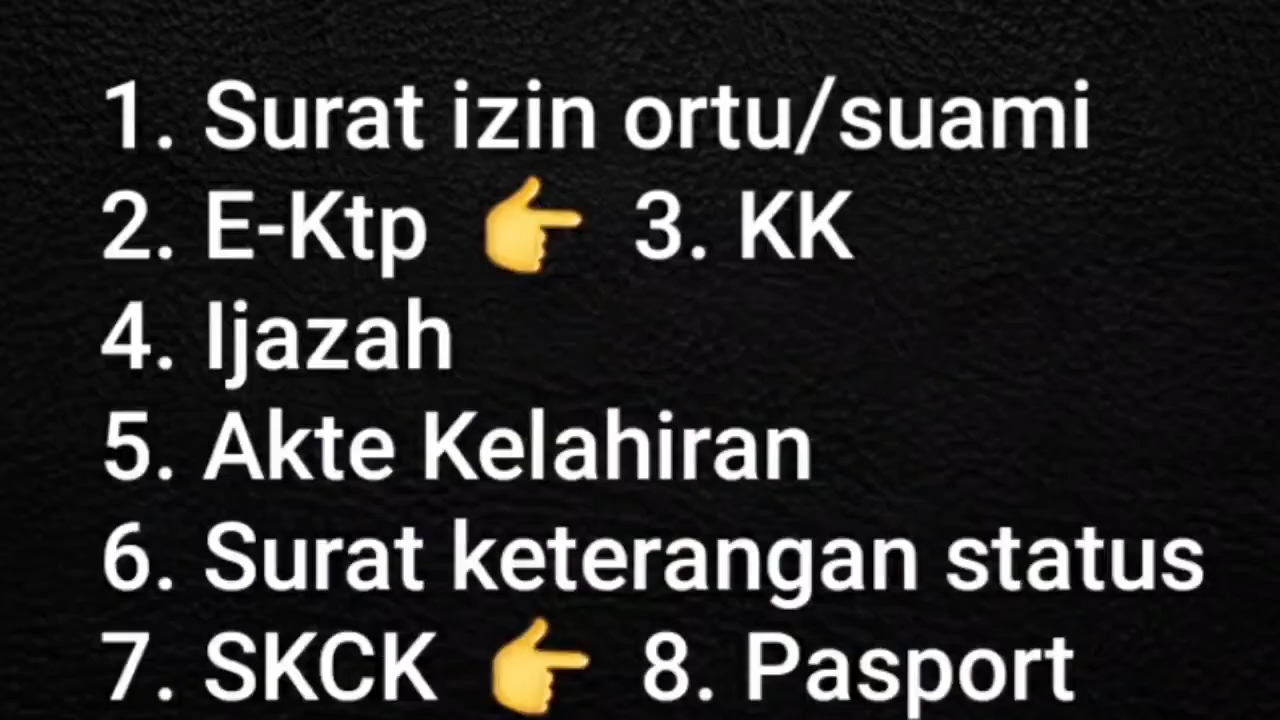 1. Surat izin ortu/suami
2. E-Ktp 👉 3. KK
4. Ijazah
5. Akte Kelahiran
6. Surat keterangan status
7. SKCK 👉 8. Pasport